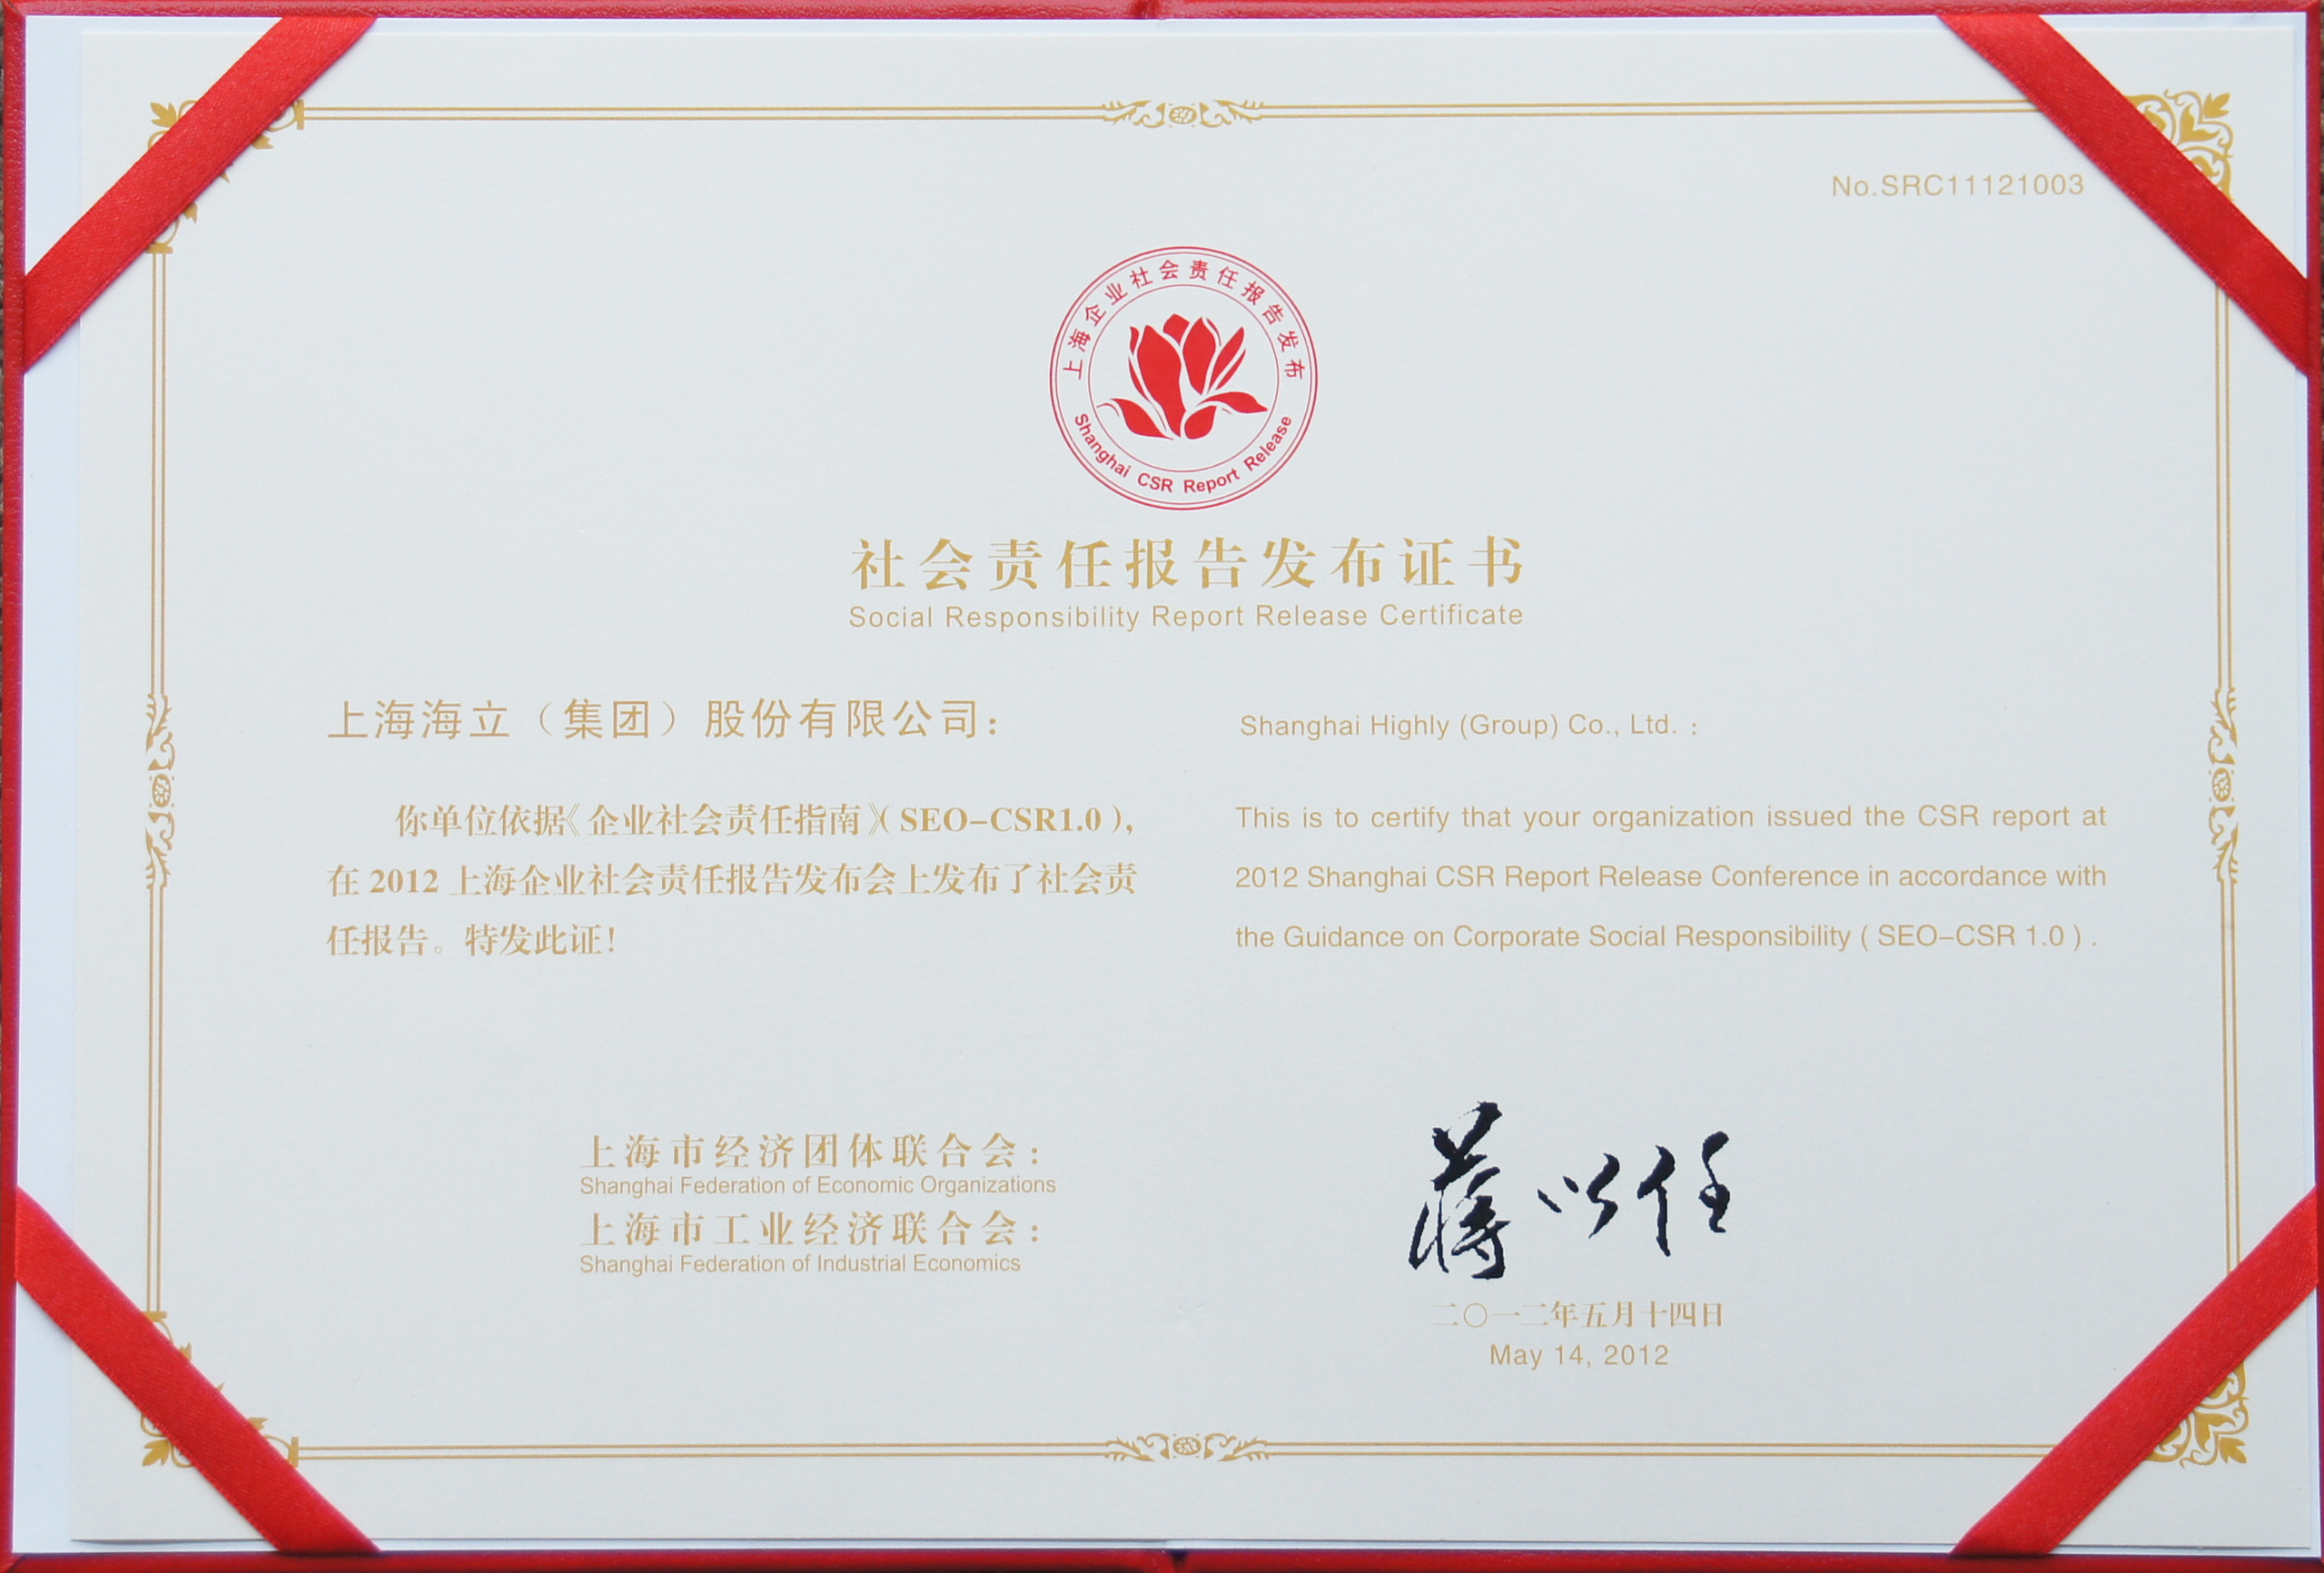 No.SRC11121003
上海企业社会责任报告发布
Shanghai CSR Report Release
社会责任报告发布证书
Social Responsibility Report Release Certificate
上海海立（集团）股份有限公司：
你单位依据《企业社会责任指南》（SEO-CSR1.0），
在2012上海企业社会责任报告发布会上发布了社会责
任报告。特发此证！
Shanghai Highly (Group) Co., Ltd. :
This is to certify that your organization issued the CSR report at
2012 Shanghai CSR Report Release Conference in accordance with
the Guidance on Corporate Social Responsibility ( SEO-CSR 1.0 ) .
上海市经济团体联合会：
Shanghai Federation of Economic Organizations
上海市工业经济联合会：
Shanghai Federation of Industrial Economics
蒋以任
二〇一二年五月十四日
May 14, 2012